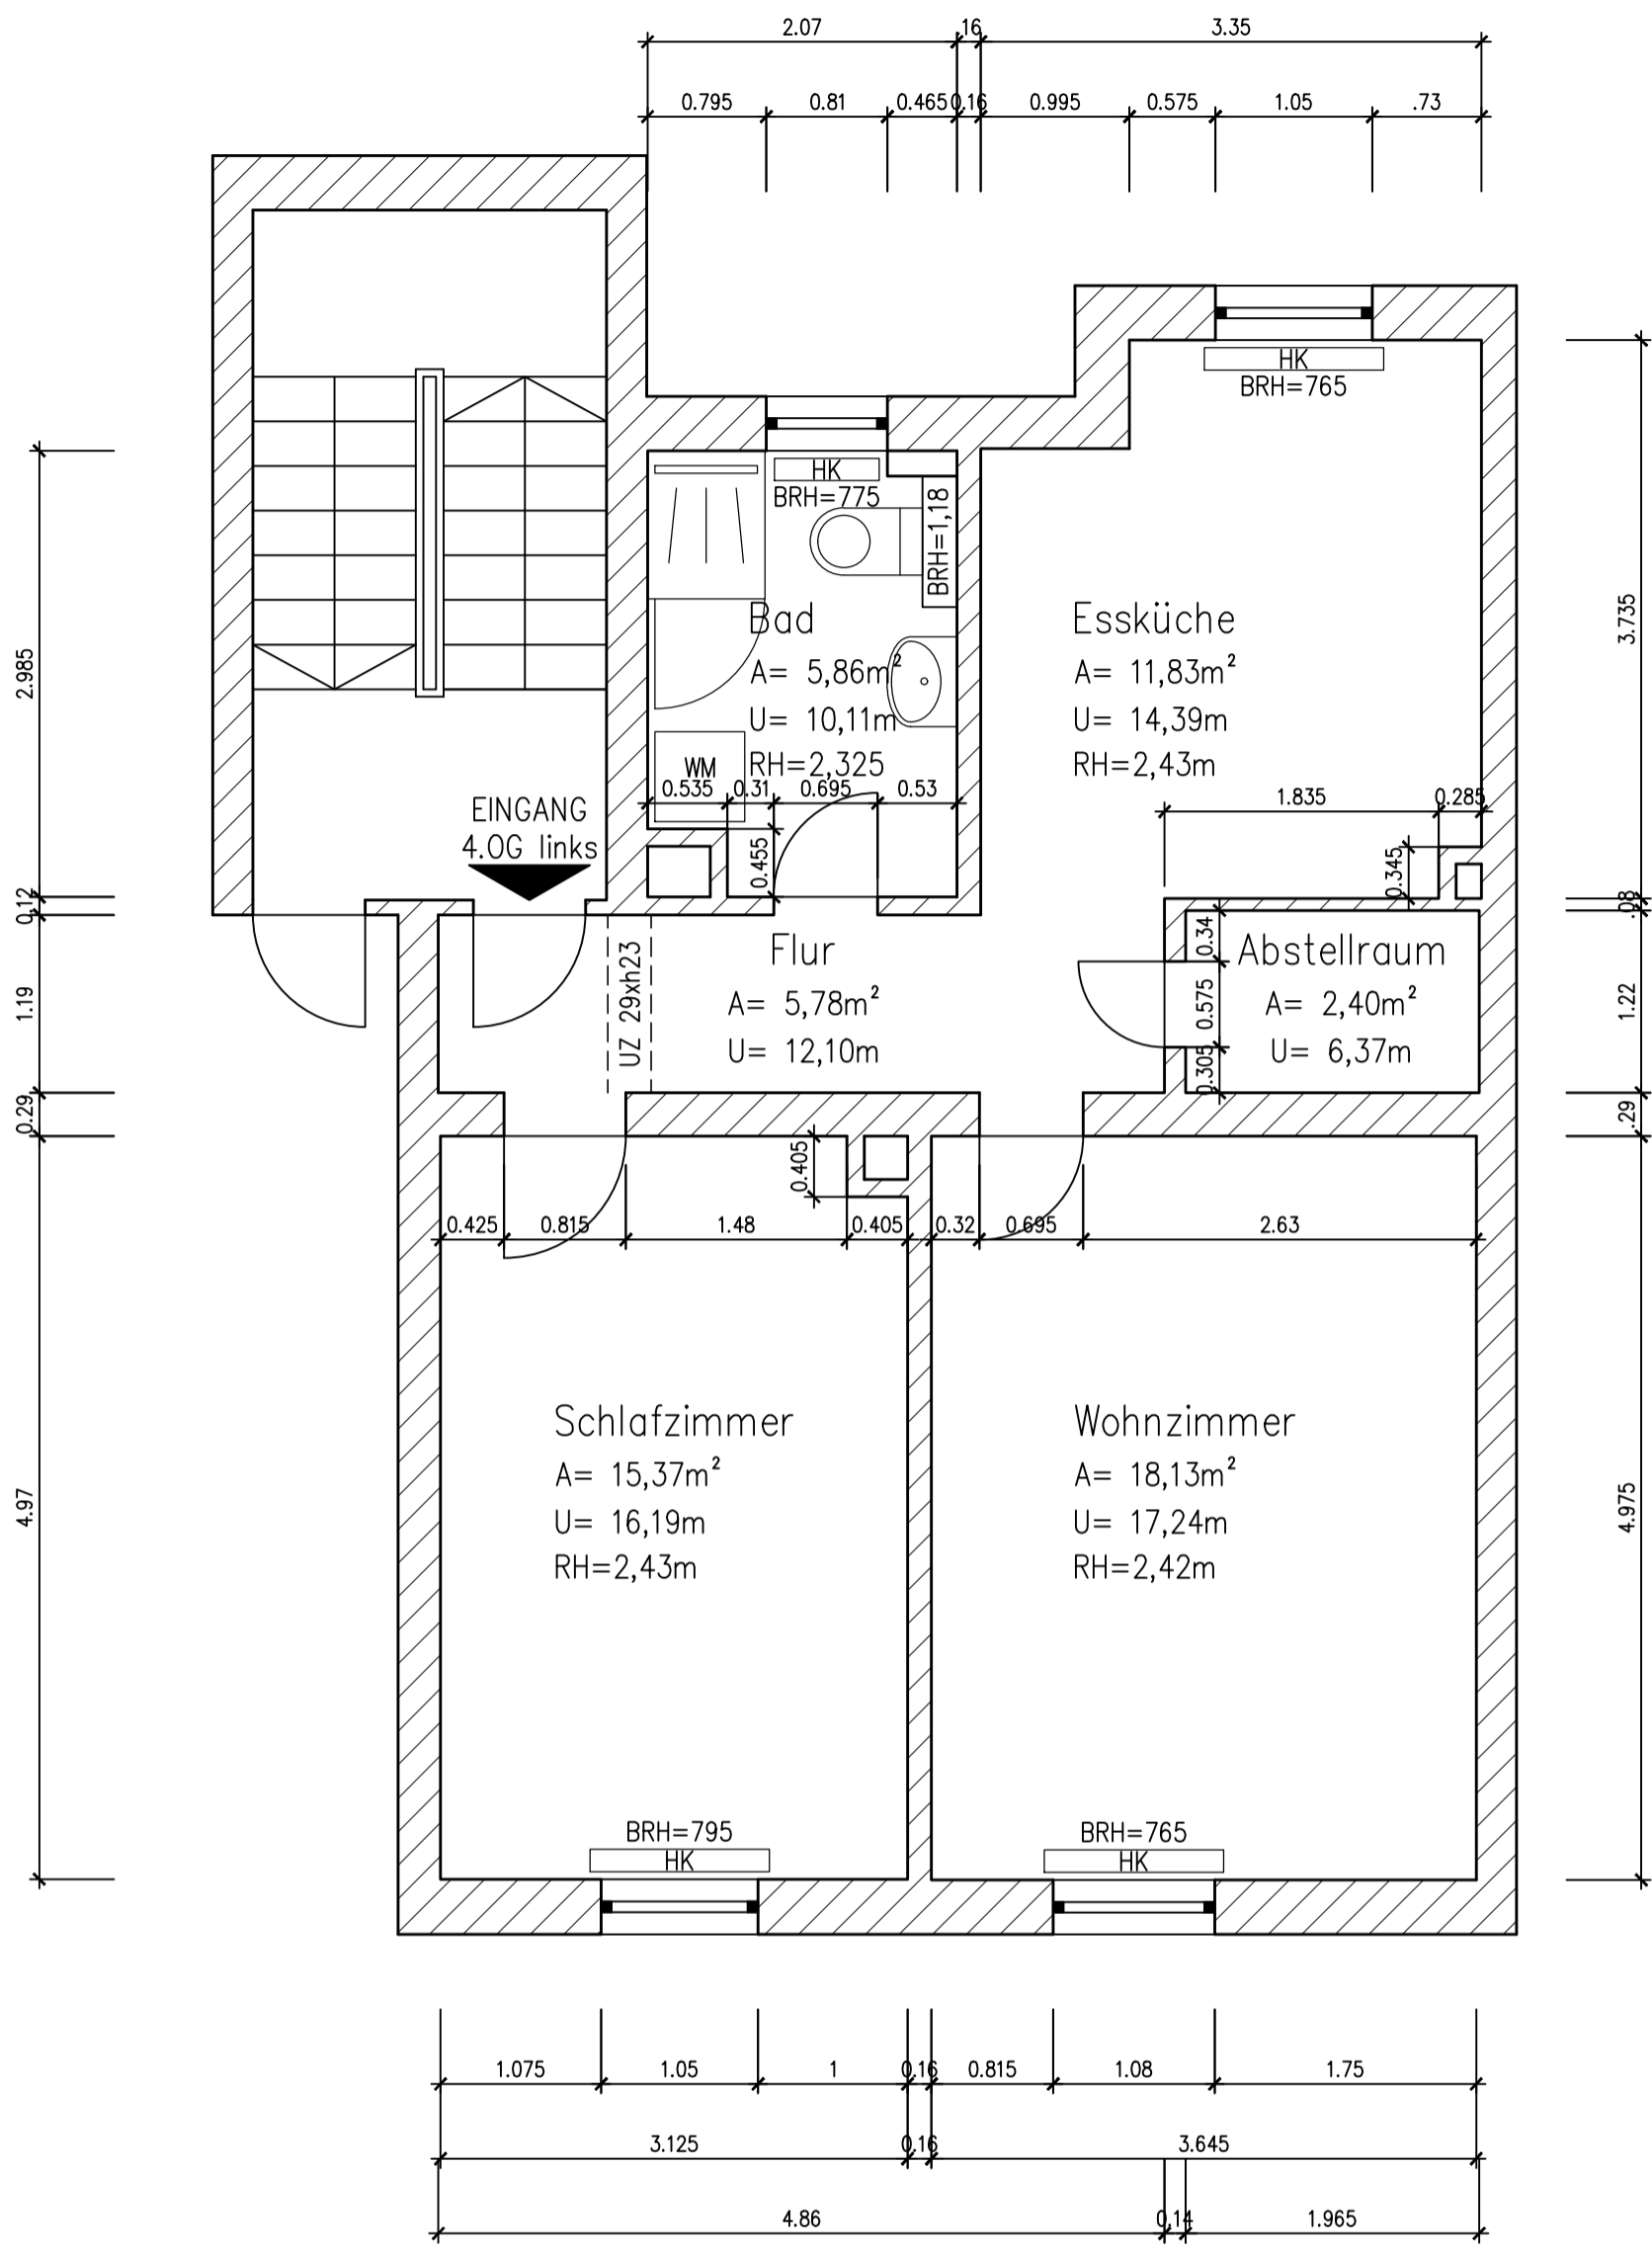 2.07 16 3.35
0.795 0.81 0.465 0.16 0.995 0.575 1.05 .73
HK
BRH=765
HK
BRH=775
BRH=1,18
2.985
3.735
Bad
A= 5,86m²
U= 10,11m
RH=2,325
Essküche
A= 11,83m²
U= 14,39m
RH=2,43m
WM
0.535 0.31 0.695 0.53
1.835 0.285
EINGANG
4.OG links
0.455
0.345
0.12
.08
Flur
A= 5,78m²
U= 12,10m
UZ 29xh23
0.34
0.575
0.305
Abstellraum
A= 2,40m²
U= 6,37m
1.19
1.22
0.29
.29
0.405
0.425 0.815 1.48 0.405 0.32 0.695 2.63
Schlafzimmer
A= 15,37m²
U= 16,19m
RH=2,43m
Wohnzimmer
A= 18,13m²
U= 17,24m
RH=2,42m
4.97
4.975
BRH=795
HK
BRH=765
HK
1.075 1.05 1 0.16 0.815 1.08 1.75
3.125 0.16 3.645
4.86 0.14 1.965